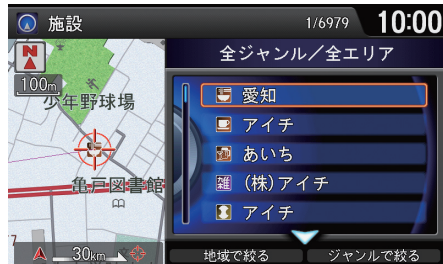 施設
1/6979
10:00
N
全ジャンル／全エリア
100m
少年野球場
亀戸図書館
30km
愛知
アイチ
あいち
雑 (株)アイチ
アイチ
地域で絞る
ジャンルで絞る